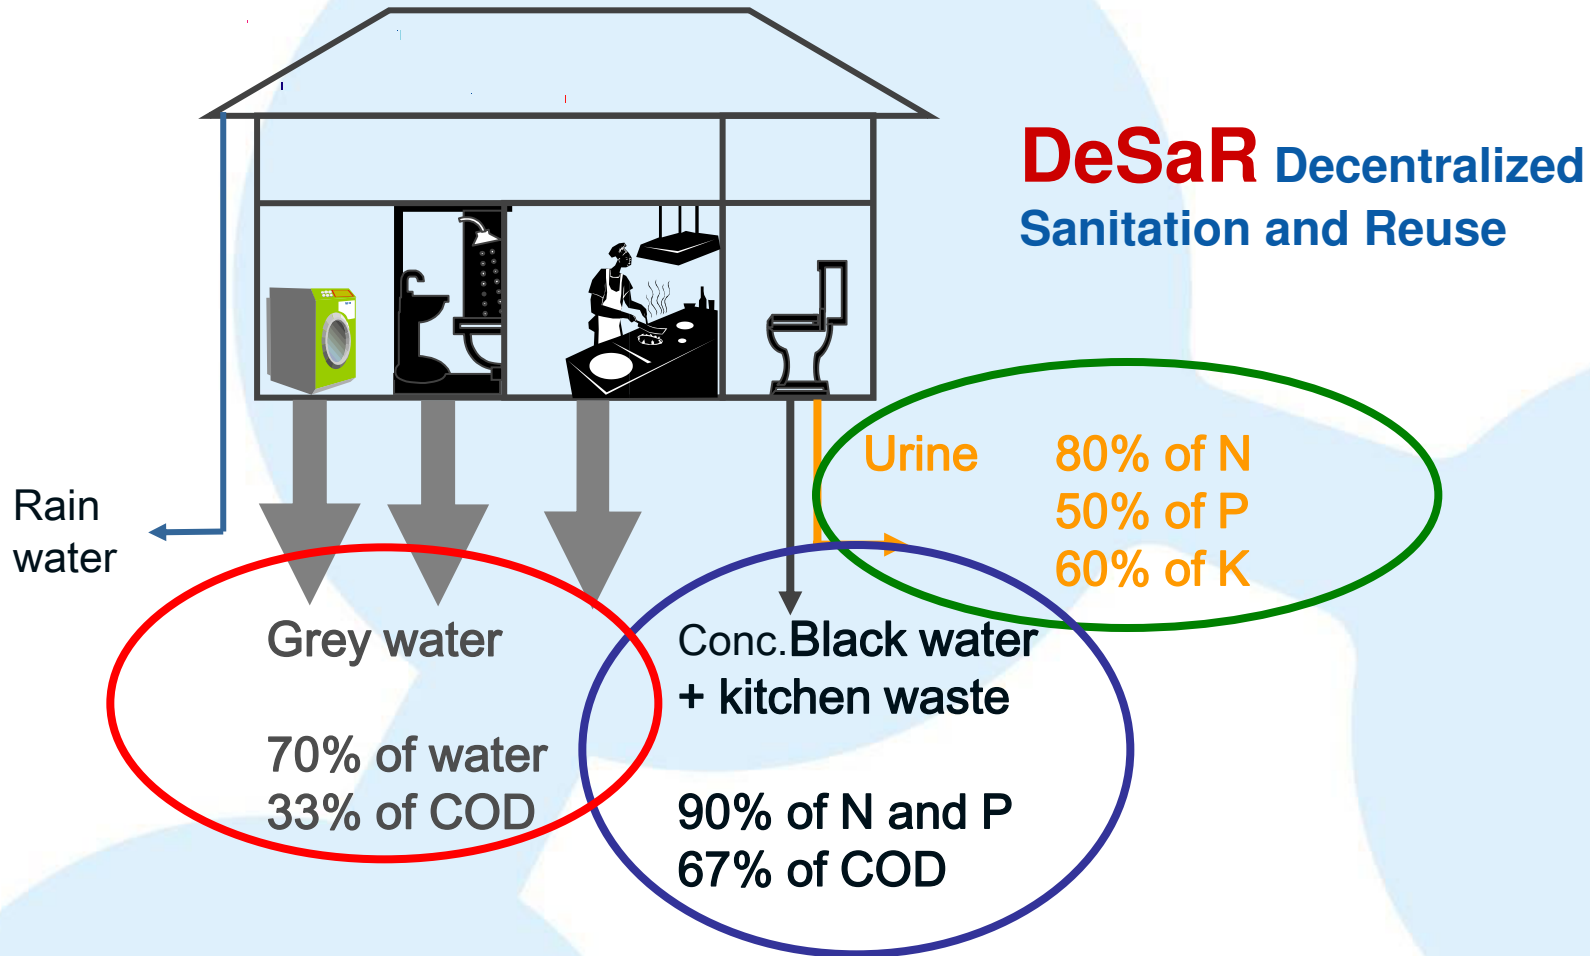 DeSaR Decentralized
Sanitation and Reuse
Urine 80% of N
50% of P
60% of K
Rain
water
Grey water
70% of water
33% of COD
Conc.Black water
+ kitchen waste
90% of N and P
67% of COD